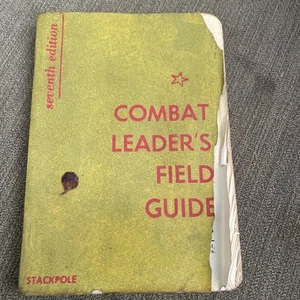 seventh edition
COMBAT
LEADER'S
FIELD
GUIDE
STACKPOLE